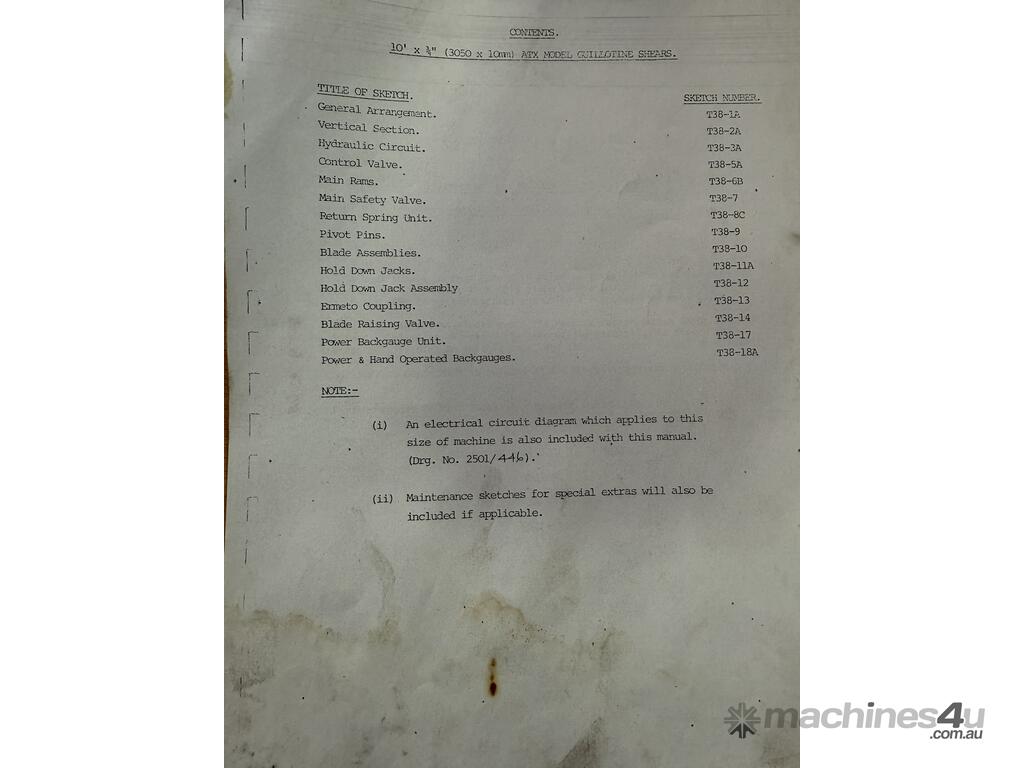 CONTENTS.
10' x ⅜" (3050 x 10mm) ATX MODEL GUILLOTINE SHEARS.
TITLE OF SKETCH. SKETCH NUMBER.
General Arrangement. T38-1A
Vertical Section. T38-2A
Hydraulic Circuit. T38-3A
Control Valve. T38-5A
Main Rams. T38-6B
Main Safety Valve. T38-7
Return Spring Unit. T38-8C
Pivot Pins. T38-9
Blade Assemblies. T38-10
Hold Down Jacks. T38-11A
Hold Down Jack Assembly T38-12
Ermeto Coupling. T38-13
Blade Raising Valve. T38-14
Power Backgauge Unit. T38-17
Power & Hand Operated Backgauges. T38-18A
NOTE:-
(i) An electrical circuit diagram which applies to this
size of machine is also included with this manual.
(Drg. No. 2501/446).
(ii) Maintenance sketches for special extras will also be
included if applicable.
machines4u
.com.au